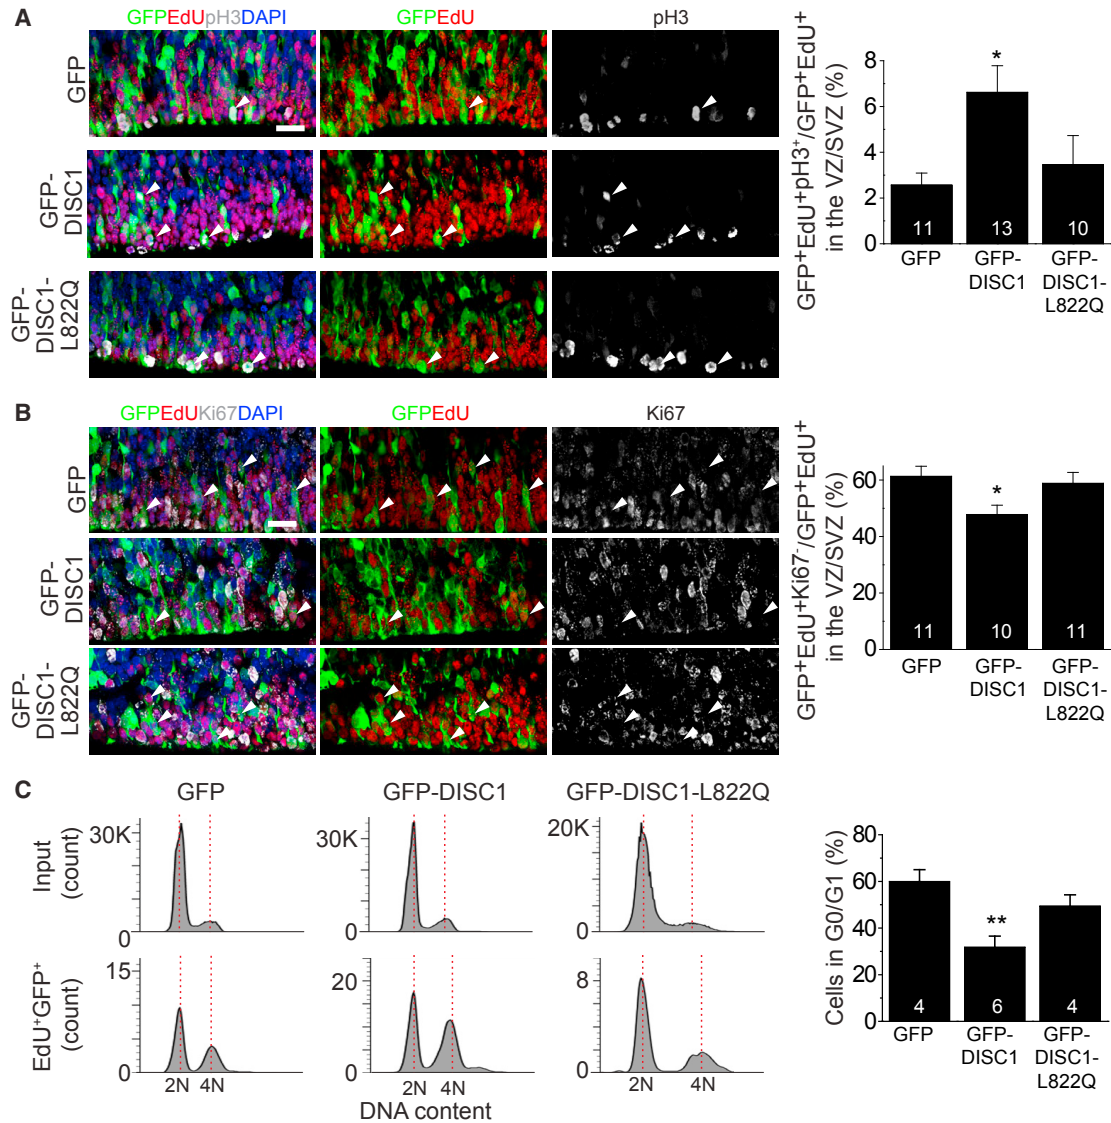 A
GFPEdUpH3DAPI
GFPEdU
pH3
GFP
GFP-
DISC1
GFP-
DISC1-
L822Q
GFP⁺EdU⁺pH3⁺/GFP⁺EdU⁺
in the VZ/SVZ (%)
8
6
4
2
0
*
11
13
10
GFP
GFP-
DISC1
GFP-
DISC1-
L822Q
B
GFPEdUKi67DAPI
GFPEdU
Ki67
GFP
GFP-
DISC1
GFP-
DISC1-
L822Q
GFP⁺EdU⁺Ki67⁻/GFP⁺EdU⁺
in the VZ/SVZ (%)
60
40
20
0
*
11
10
11
GFP
GFP-
DISC1
GFP-
DISC1-
L822Q
C
GFP
GFP-DISC1
GFP-DISC1-L822Q
Input
(count)
30K
0
30K
0
20K
0
EdU⁺GFP⁺
(count)
15
0
20
10
0
8
4
0
2N 4N
2N 4N
2N 4N
DNA content
Cells in G0/G1 (%)
80
60
40
20
0
**
4
6
4
GFP
GFP-
DISC1
GFP-
DISC1-
L822Q